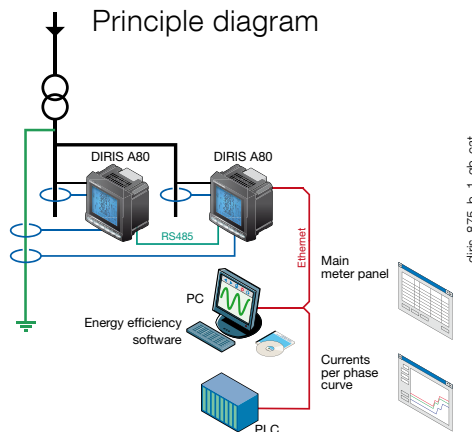 Principle diagram
DIRIS A80
DIRIS A80
RS485
Ethernet
Main
meter panel
PC
Energy efficiency
software
Currents
per phase
curve
PLC
diris_875_b_1_gb_cat